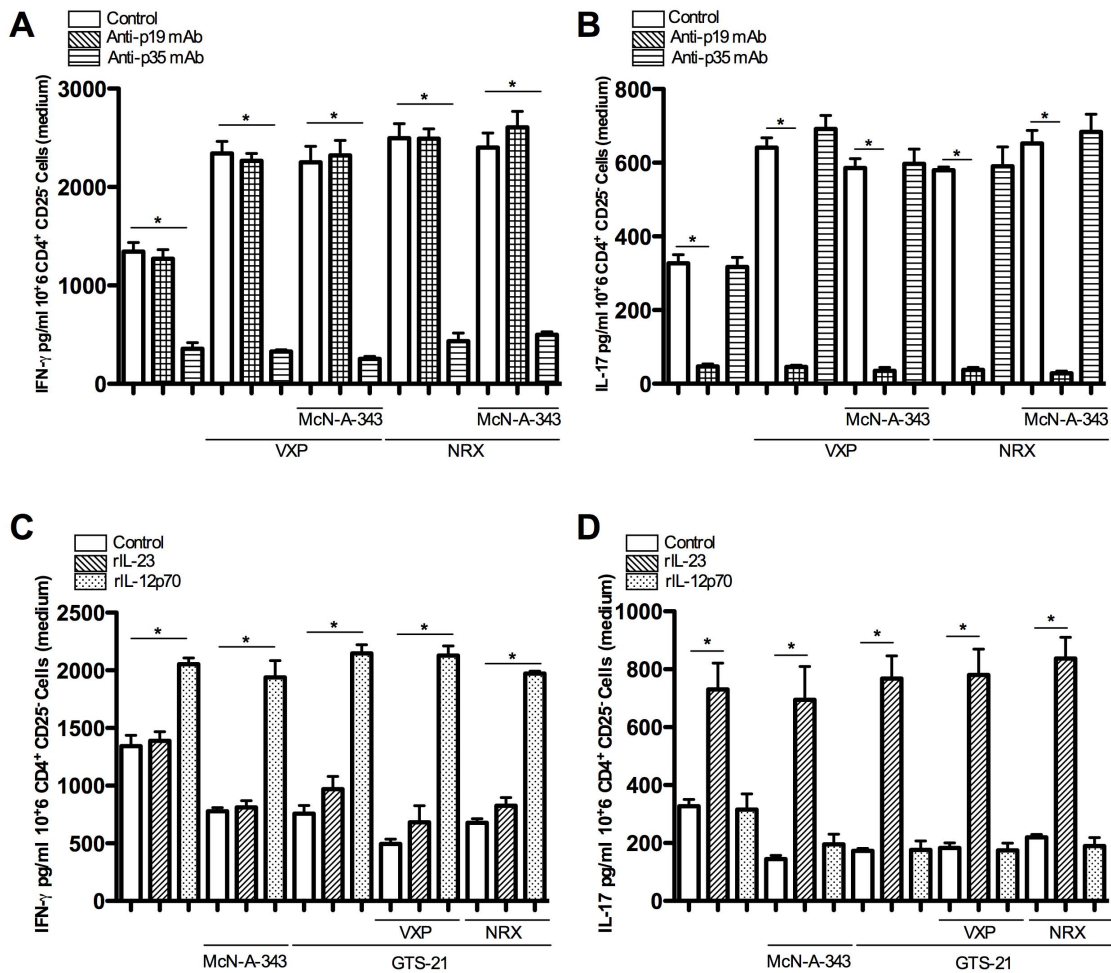 A
Control
Anti-p19 mAb
Anti-p35 mAb
IFN-γ pg/ml 10+6 CD4+ CD25- Cells (medium)
3000
2000
1000
0
*
*
*
*
*
McN-A-343
McN-A-343
VXP
NRX
B
Control
Anti-p19 mAb
Anti-p35 mAb
IL-17 pg/ml 10+6 CD4+ CD25- Cells (medium)
800
600
400
200
0
*
*
*
*
*
McN-A-343
McN-A-343
VXP
NRX
C
Control
rIL-23
rIL-12p70
IFN-γ pg/ml 10+6 CD4+ CD25- Cells (medium)
2500
2000
1500
1000
500
0
*
*
*
*
*
VXP
NRX
McN-A-343
GTS-21
D
Control
rIL-23
rIL-12p70
IL-17 pg/ml 10+6 CD4+ CD25- Cells (medium)
1000
800
600
400
200
0
*
*
*
*
*
VXP
NRX
McN-A-343
GTS-21